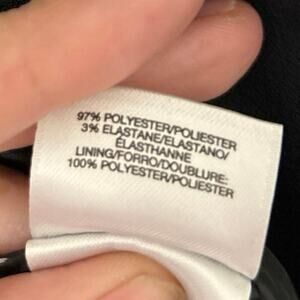 97% POLYESTER/POLIESTER
3% ELASTANE/ELASTANO/
ÉLASTHANNE
LINING/FORRO/DOUBLURE:
100% POLYESTER/POLIESTER